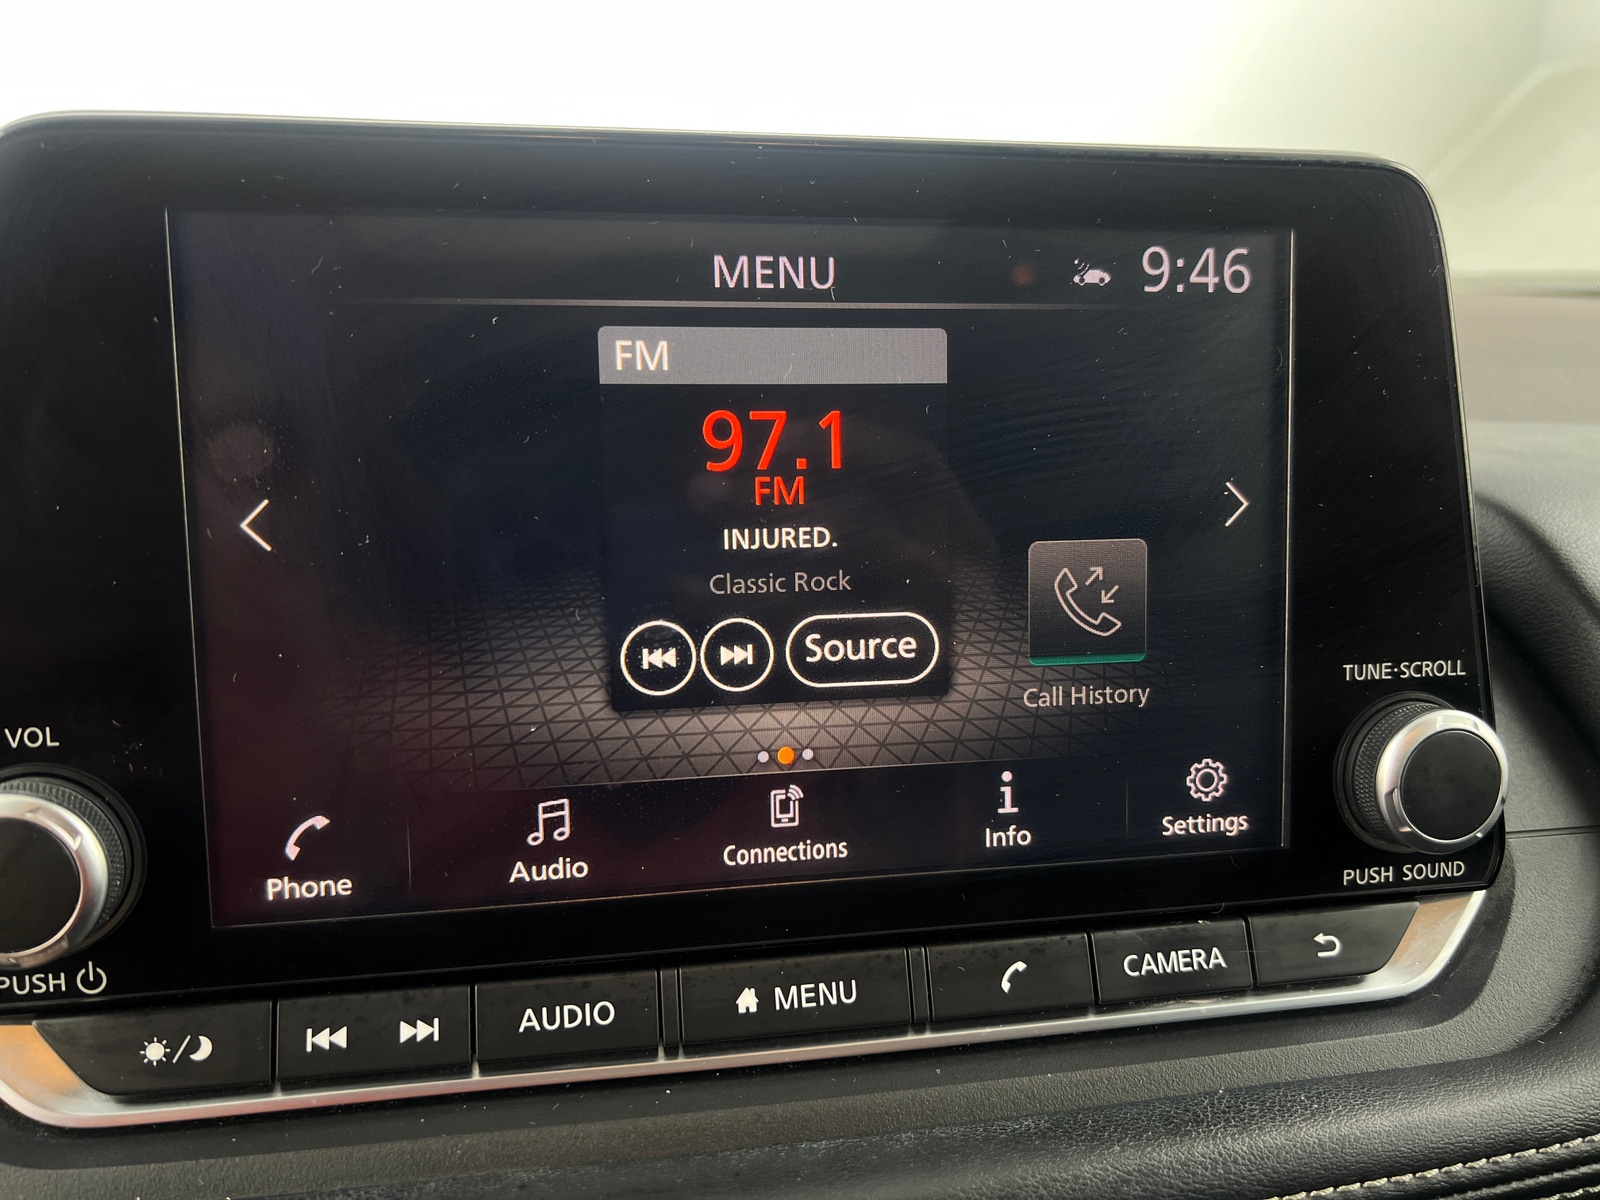 MENU
9:46
FM
97.1
FM
INJURED.
Classic Rock
Source
Call History
Phone
Audio
Connections
Info
Settings
VOL
PUSH
TUNE·SCROLL
PUSH SOUND
AUDIO
MENU
CAMERA